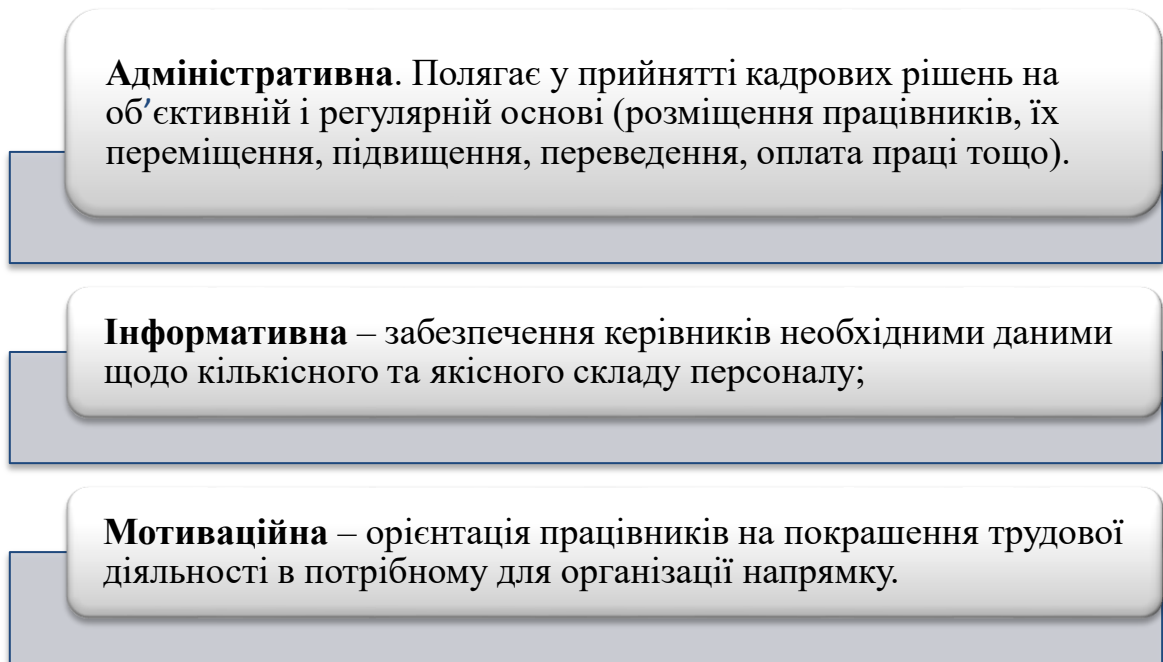 Адміністративна. Полягає у прийнятті кадрових рішень на
об’єктивній і регулярній основі (розміщення працівників, їх
переміщення, підвищення, переведення, оплата праці тощо).
Інформативна – забезпечення керівників необхідними даними
щодо кількісного та якісного складу персоналу;
Мотиваційна – орієнтація працівників на покрашення трудової
діяльності в потрібному для організації напрямку.